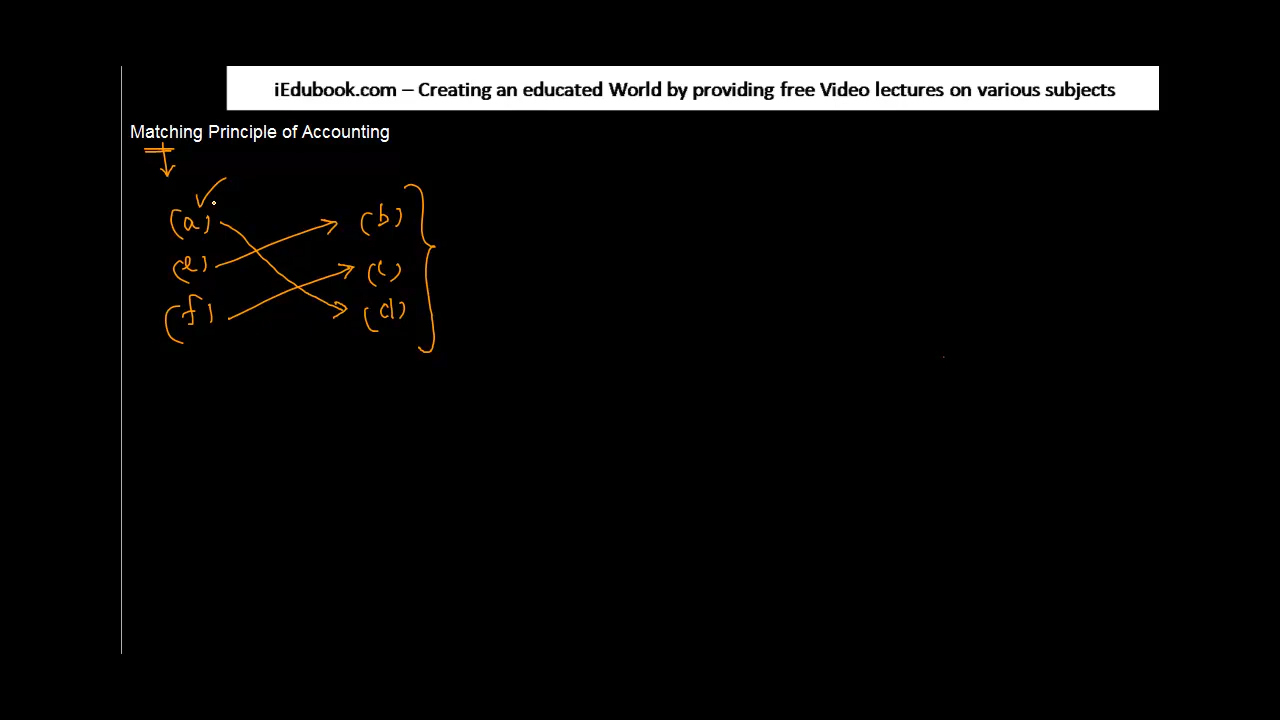 iEdubook.com – Creating an educated World by providing free Video lectures on various subjects
Matching Principle of Accounting
(a) (b)
(e) (c)
(f) (d)